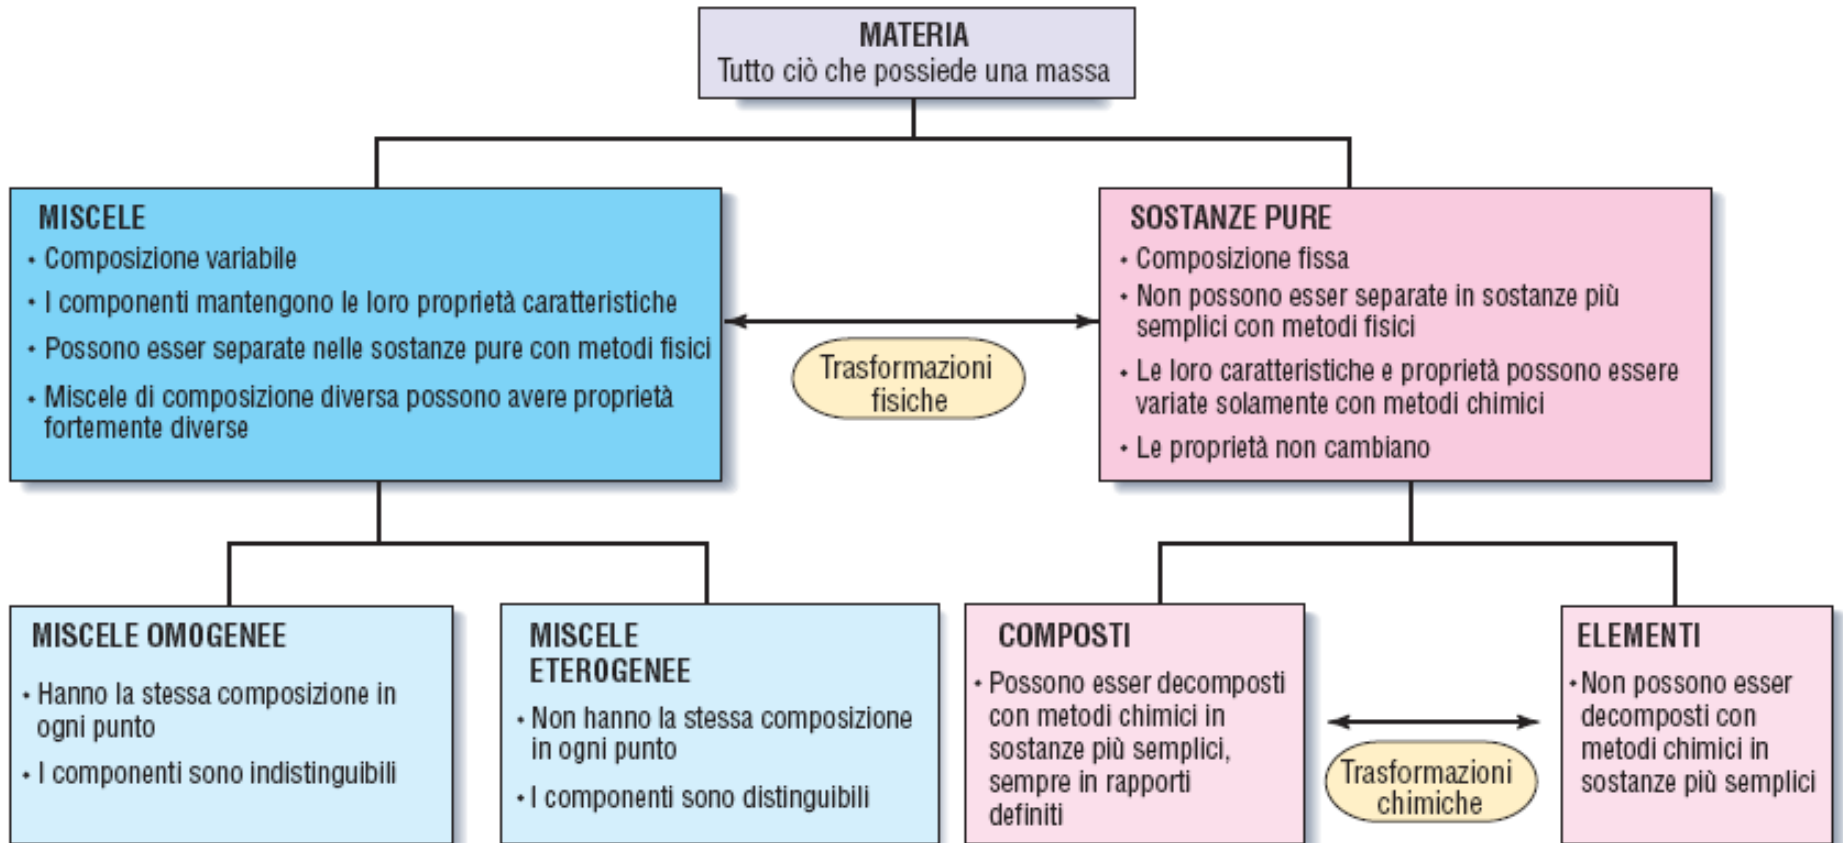 MATERIA
Tutto ciò che possiede una massa
MISCELE
• Composizione variabile
• I componenti mantengono le loro proprietà caratteristiche
• Possono esser separate nelle sostanze pure con metodi fisici
• Miscele di composizione diversa possono avere proprietà
fortemente diverse
Trasformazioni
fisiche
SOSTANZE PURE
• Composizione fissa
• Non possono esser separate in sostanze più
semplici con metodi fisici
• Le loro caratteristiche e proprietà possono essere
variate solamente con metodi chimici
• Le proprietà non cambiano
MISCELE OMOGENEE
• Hanno la stessa composizione in
ogni punto
• I componenti sono indistinguibili
MISCELE
ETEROGENEE
• Non hanno la stessa composizione
in ogni punto
• I componenti sono distinguibili
COMPOSTI
• Possono esser decomposti
con metodi chimici in
sostanze più semplici,
sempre in rapporti
definiti
Trasformazioni
chimiche
ELEMENTI
• Non possono esser
decomposti con
metodi chimici in
sostanze più semplici